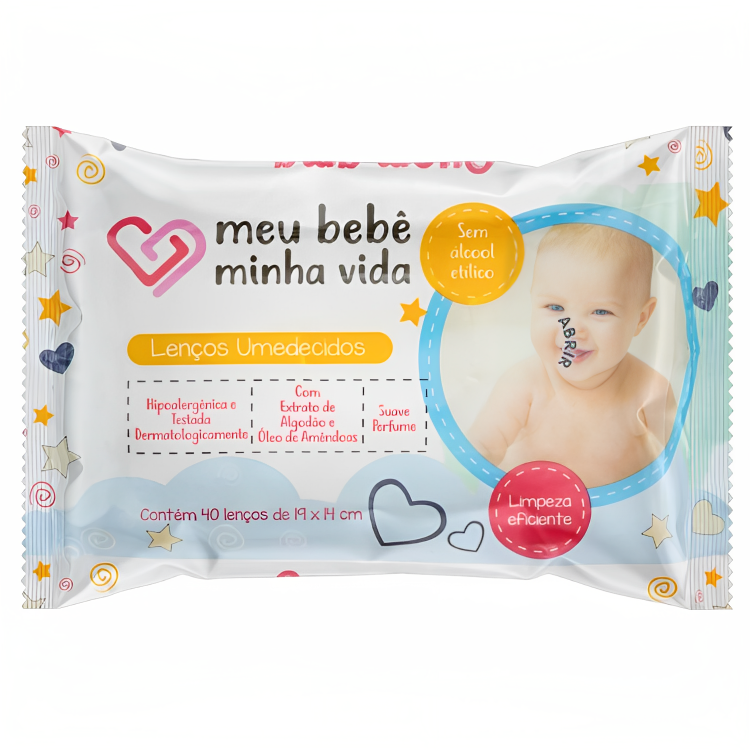 meu bebê
minha vida
Sem
álcool
etílico
ABRIR
Lenços Umedecidos
Hipoalergênica e
Testada
Dermatologicamente
Com
Extrato de
Algodão e
Óleo de Amêndoas
Suave
Perfume
Contém 40 lenços de 19 x 14 cm
Limpeza
eficiente